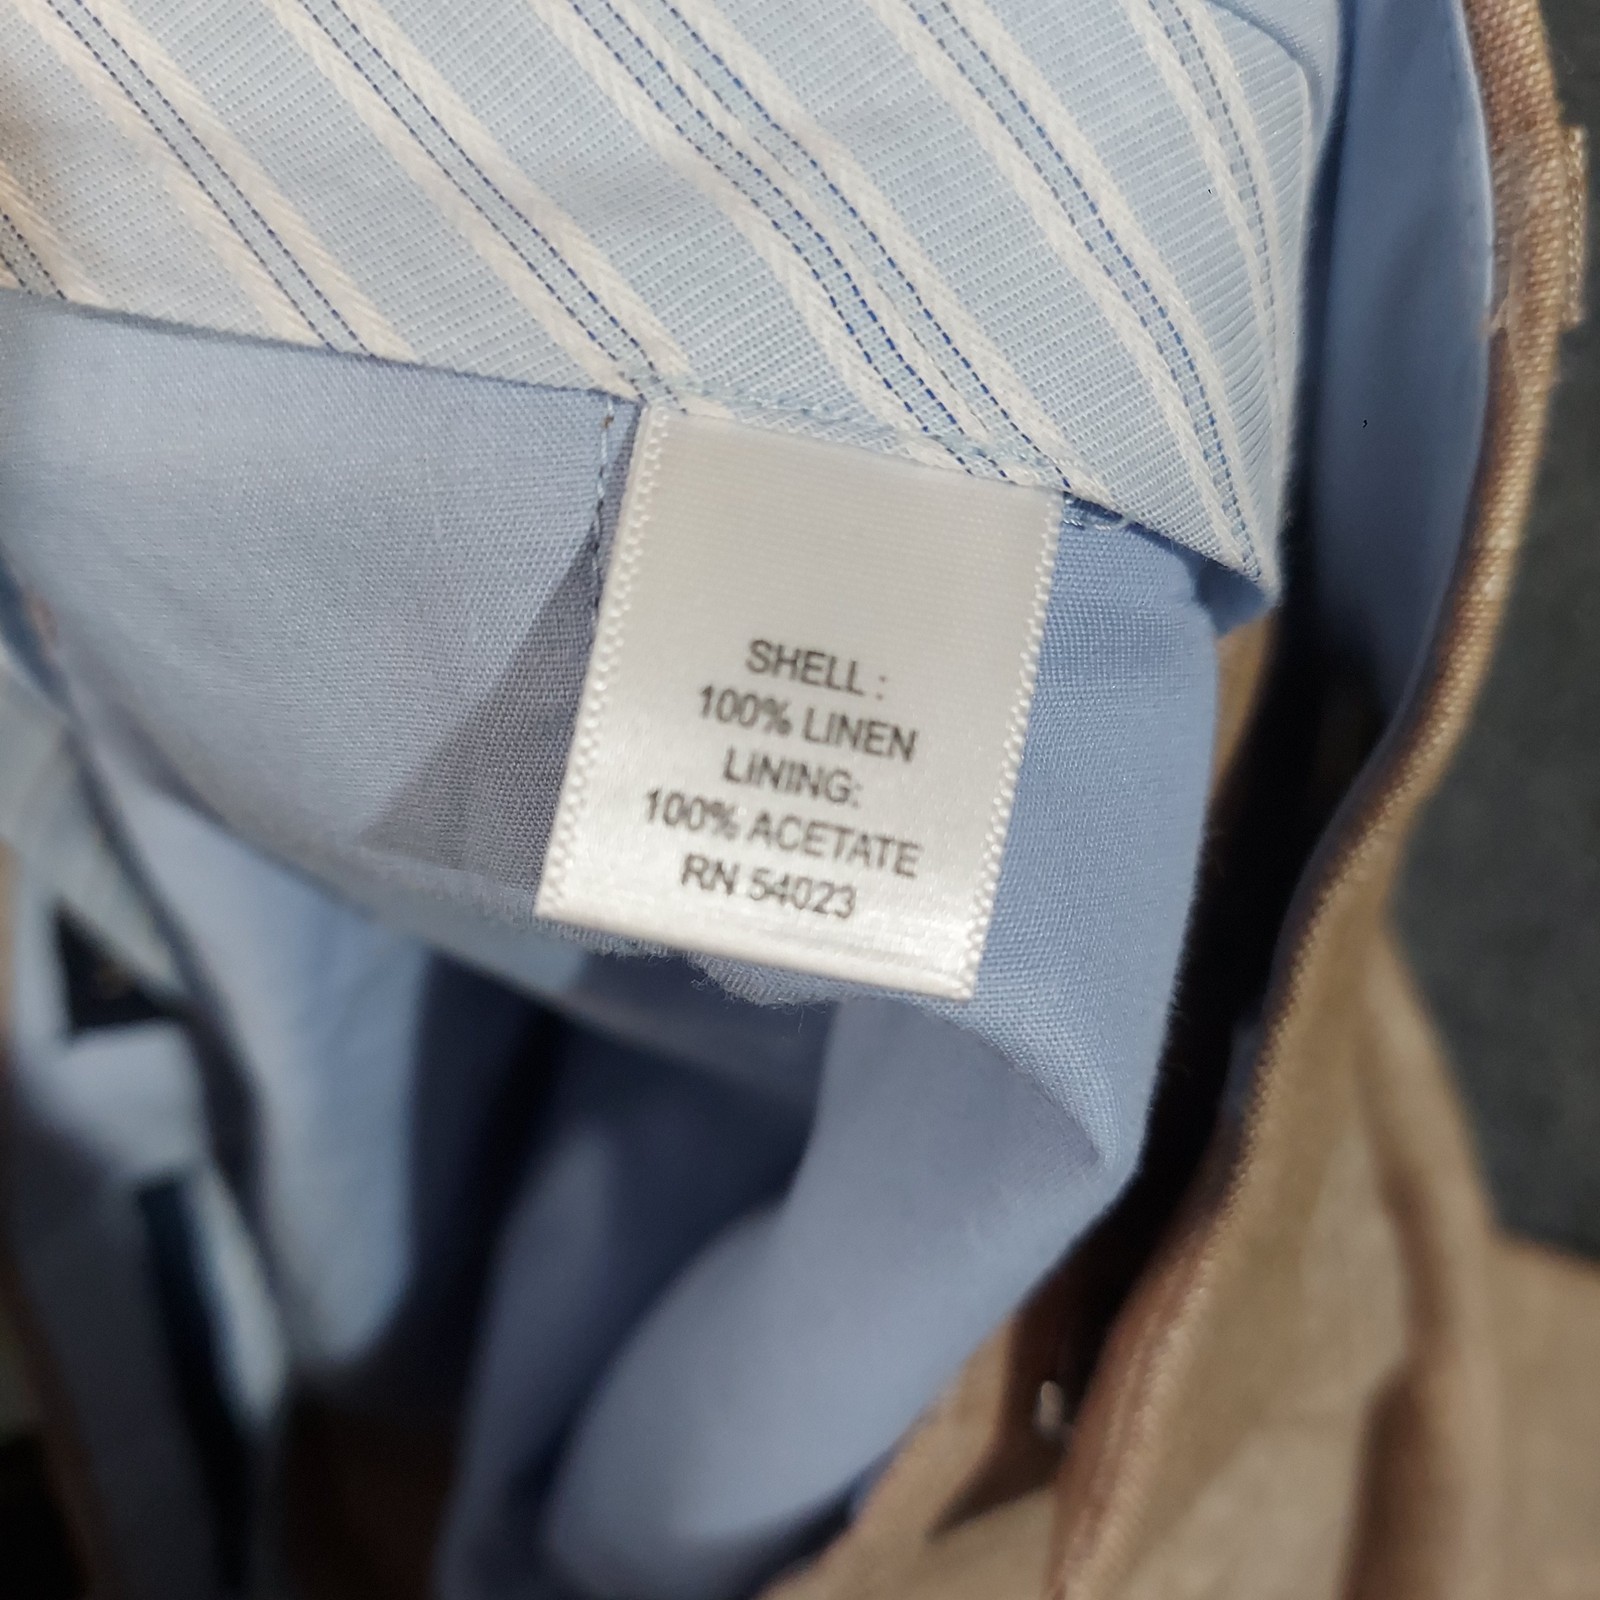 SHELL :
100% LINEN
LINING:
100% ACETATE
RN 54023